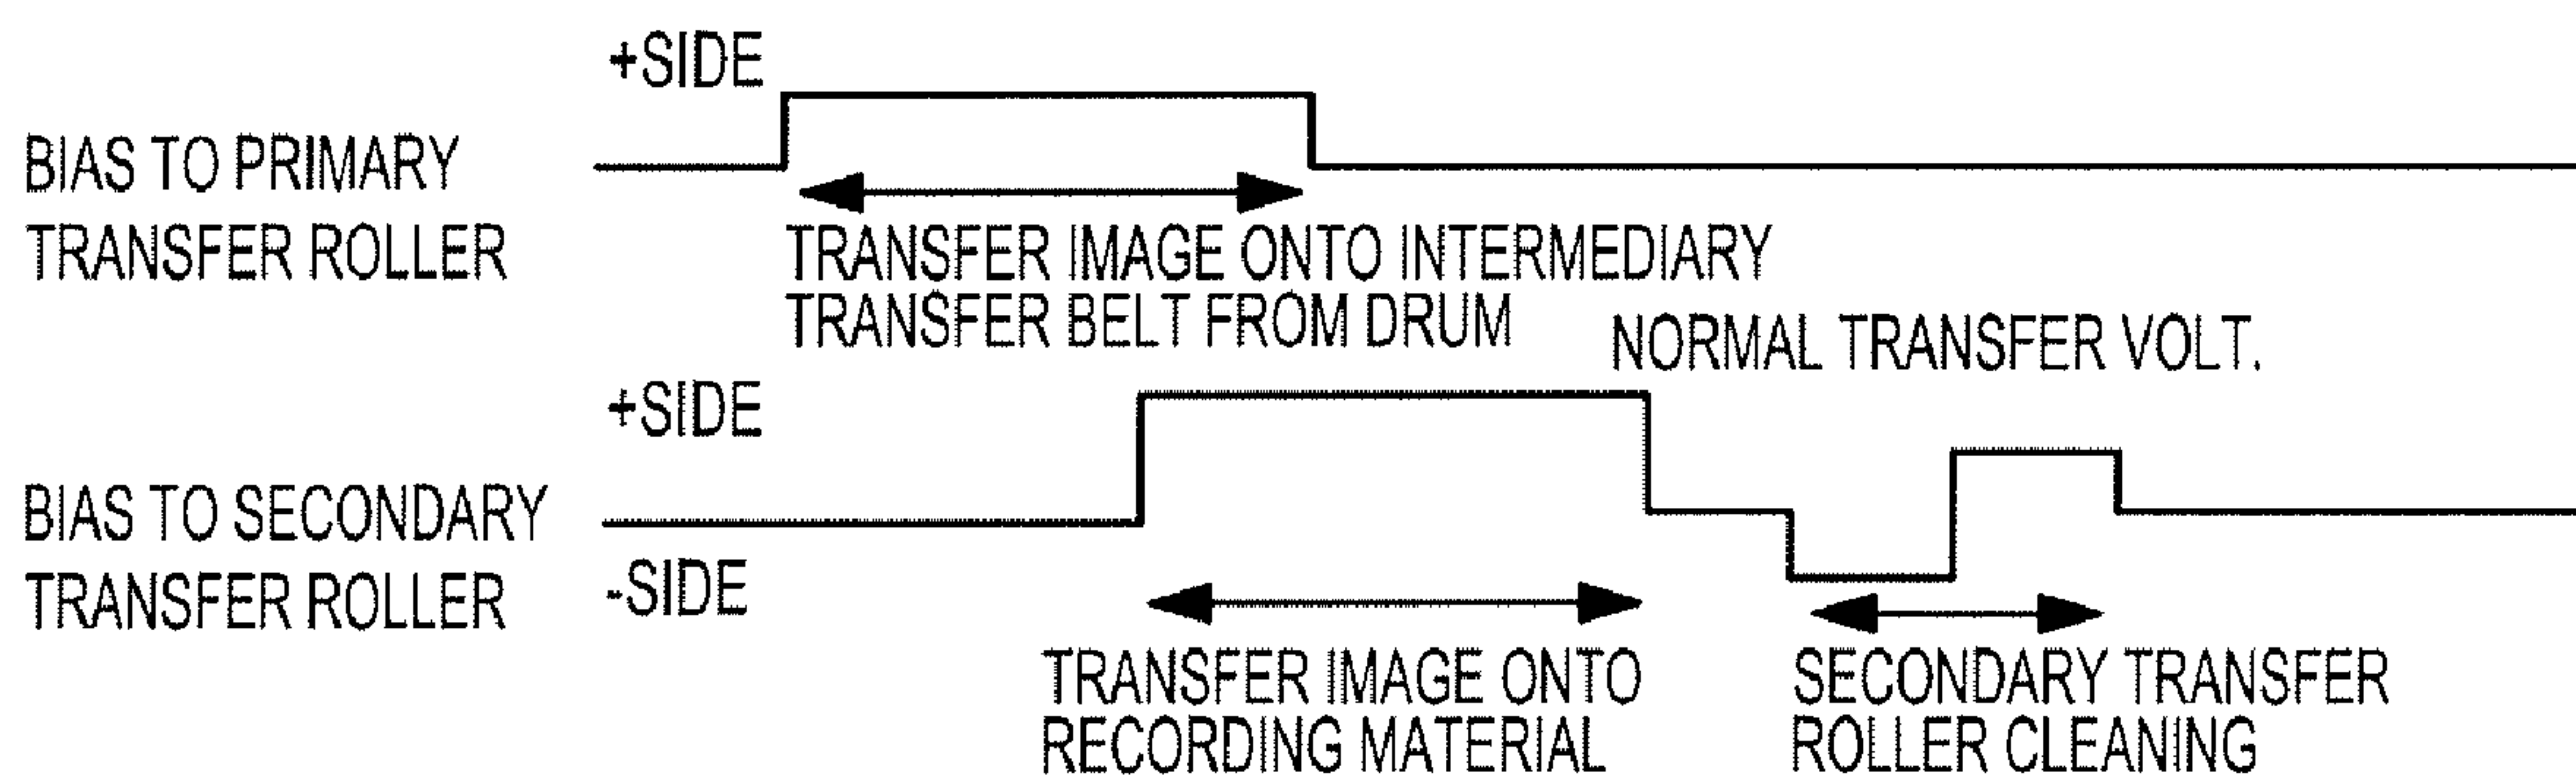 +SIDE
BIAS TO PRIMARY
TRANSFER ROLLER
TRANSFER IMAGE ONTO INTERMEDIARY
TRANSFER BELT FROM DRUM
NORMAL TRANSFER VOLT.
+SIDE
BIAS TO SECONDARY
TRANSFER ROLLER
-SIDE
TRANSFER IMAGE ONTO
RECORDING MATERIAL
SECONDARY TRANSFER
ROLLER CLEANING